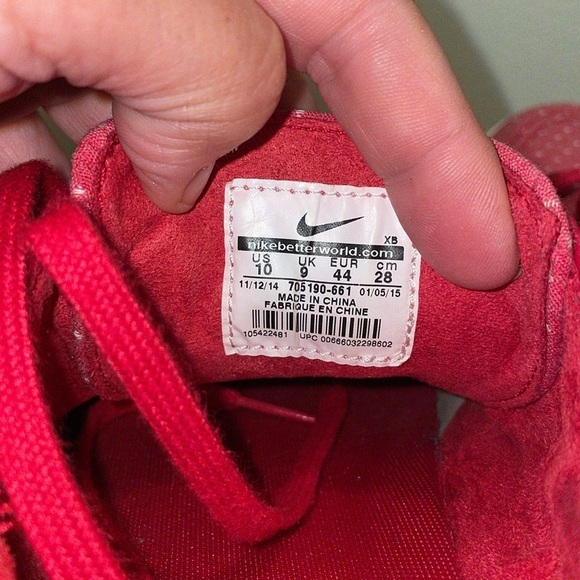 XB
nikebetterworld.com
US UK EUR cm
10 9 44 28
11/12/14 705190-661 01/05/15
MADE IN CHINA
FABRIQUE EN CHINE
105422481 UPC 00666032298602